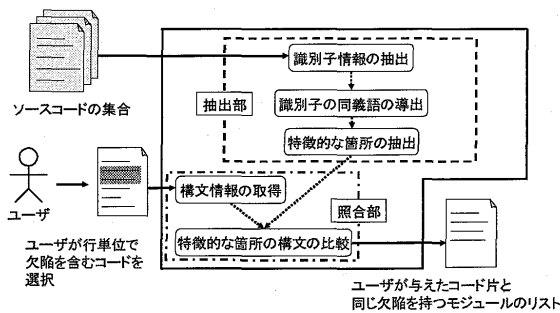 識別子情報の抽出
ソースコードの集合
抽出部
識別子の同義語の導出
特徴的な箇所の抽出
ユーザ
構文情報の取得
照合部
特徴的な箇所の構文の比較
ユーザが行単位で
欠陥を含むコードを
選択
ユーザが与えたコード片と
同じ欠陥を持つモジュールのリスト